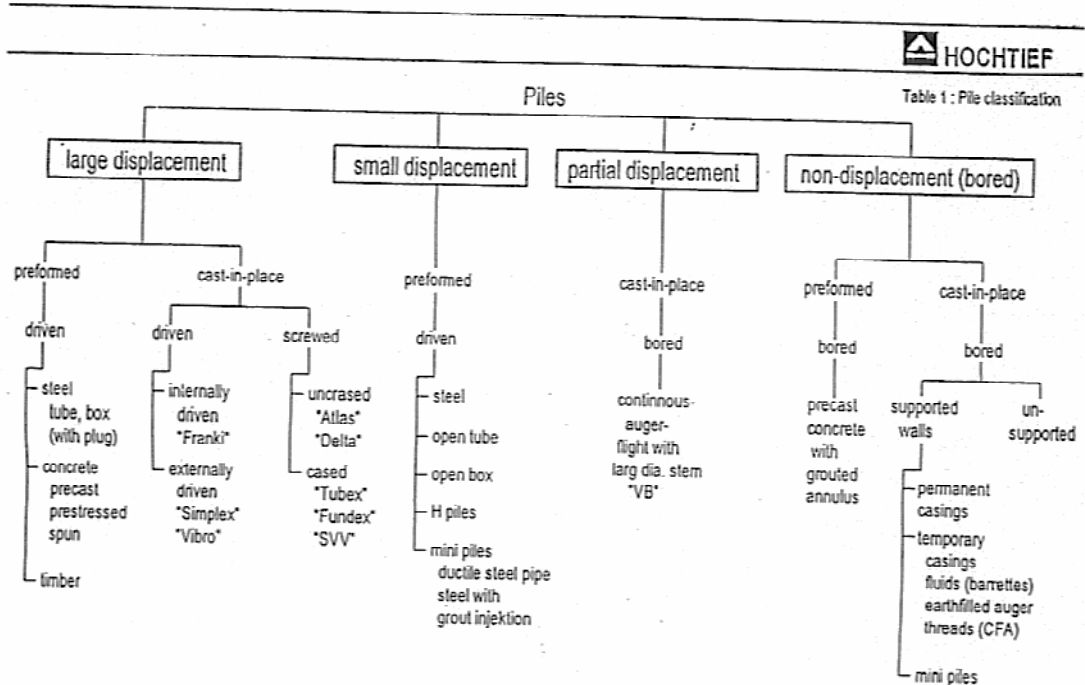 HOCHTIEF
Table 1 : Pile classification
Piles
large displacement
small displacement
partial displacement
non-displacement (bored)
preformed
driven
steel
tube, box
(with plug)
concrete
precast
prestressed
spun
timber
cast-in-place
driven
internally
driven
"Franki"
externally
driven
"Simplex"
"Vibro"
screwed
uncrased
"Atlas"
"Delta"
cased
"Tubex"
"Fundex"
"SVV"
preformed
driven
steel
open tube
open box
H piles
mini piles
ductile steel pipe
steel with
grout injektion
cast-in-place
bored
continnous-
auger-
flight with
larg dia. stem
"VB"
preformed
bored
precast
concrete
with
grouted
annulus
cast-in-place
bored
supported
walls
permanent
casings
temporary
casings
fluids (barrettes)
earthfilled auger
threads (CFA)
mini piles
un-
supported